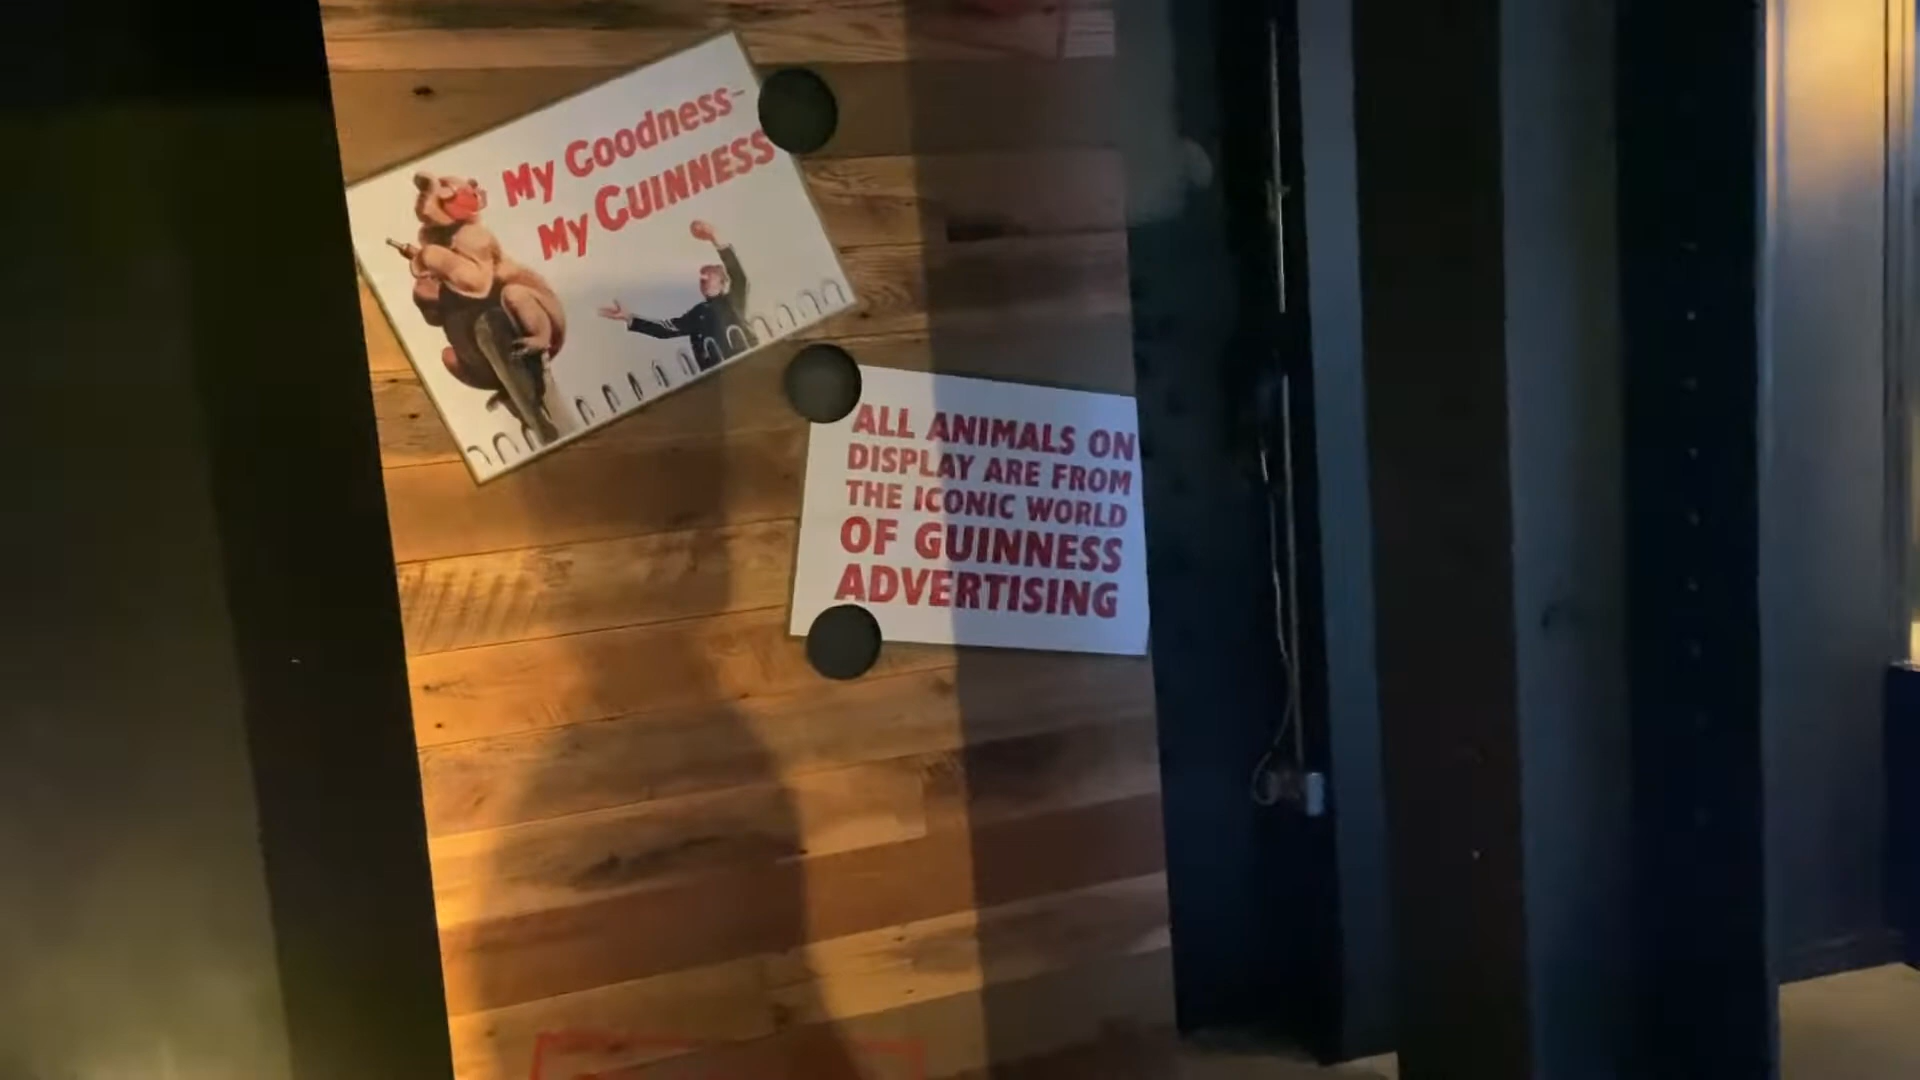 My Goodness-
My GUINNESS
ALL ANIMALS ON
DISPLAY ARE FROM
THE ICONIC WORLD
OF GUINNESS
ADVERTISING